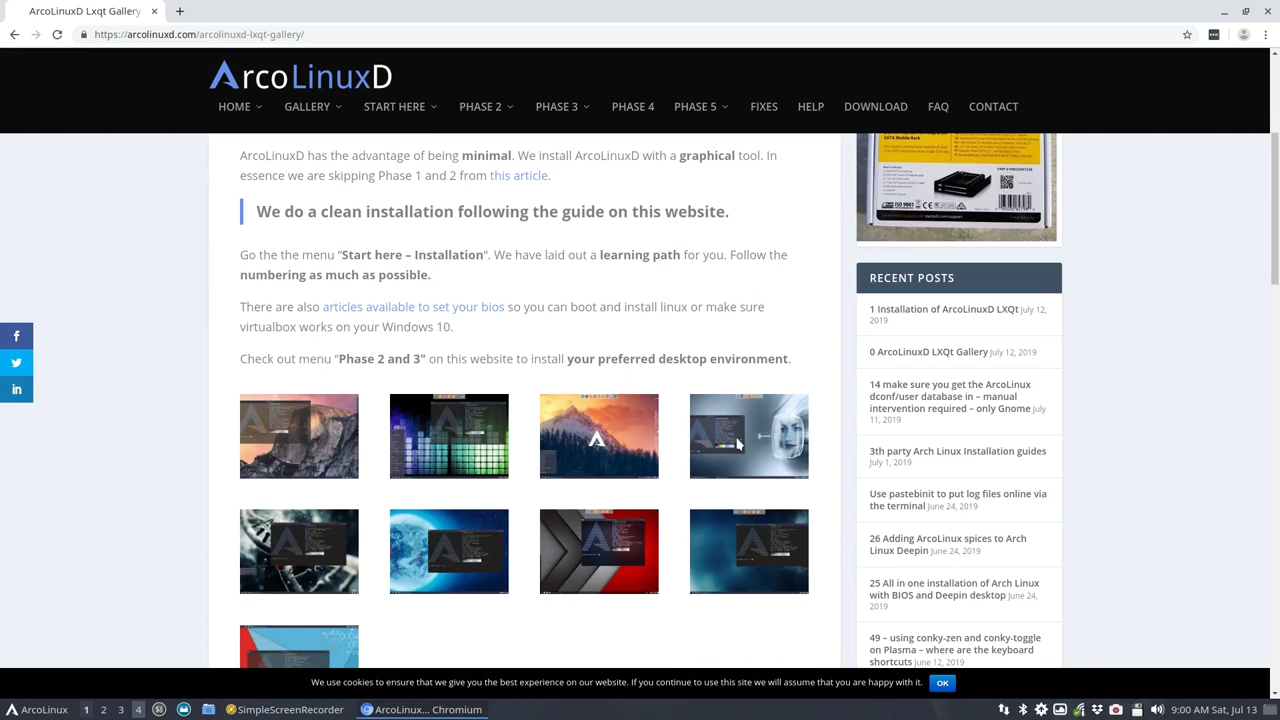 ArcoLinuxD Lxqt Gallery
https://arcolinuxd.com/arcolinuxd-lxqt-gallery/
ArcoLinuxD
HOME GALLERY START HERE PHASE 2 PHASE 3 PHASE 4 PHASE 5 FIXES HELP DOWNLOAD FAQ CONTACT
ArcoLinuxD has the advantage of being minimal. We install ArcoLinuxD with a graphical tool. In
essence we are skipping Phase 1 and 2 from this article.
We do a clean installation following the guide on this website.
Go the the menu “Start here – Installation”. We have laid out a learning path for you. Follow the
numbering as much as possible.
There are also articles available to set your bios so you can boot and install linux or make sure
virtualbox works on your Windows 10.
Check out menu “Phase 2 and 3" on this website to install your preferred desktop environment.
SATA Mobile Rack
RECENT POSTS
1 Installation of ArcoLinuxD LXQt July 12,
2019
0 ArcoLinuxD LXQt Gallery July 12, 2019
14 make sure you get the ArcoLinux
dconf/user database in – manual
intervention required – only Gnome July
11, 2019
3th party Arch Linux Installation guides
July 1, 2019
Use pastebinit to put log files online via
the terminal June 24, 2019
26 Adding ArcoLinux spices to Arch
Linux Deepin June 24, 2019
25 All in one installation of Arch Linux
with BIOS and Deepin desktop June 24,
2019
49 – using conky-zen and conky-toggle
on Plasma – where are the keyboard
shortcuts June 12, 2019
We use cookies to ensure that we give you the best experience on our website. If you continue to use this site we will assume that you are happy with it. OK
ArcoLinux 1 2 3 4 SimpleScreenRecorder ArcoLinux... Chromium 9:00 AM Sat, Jul 13